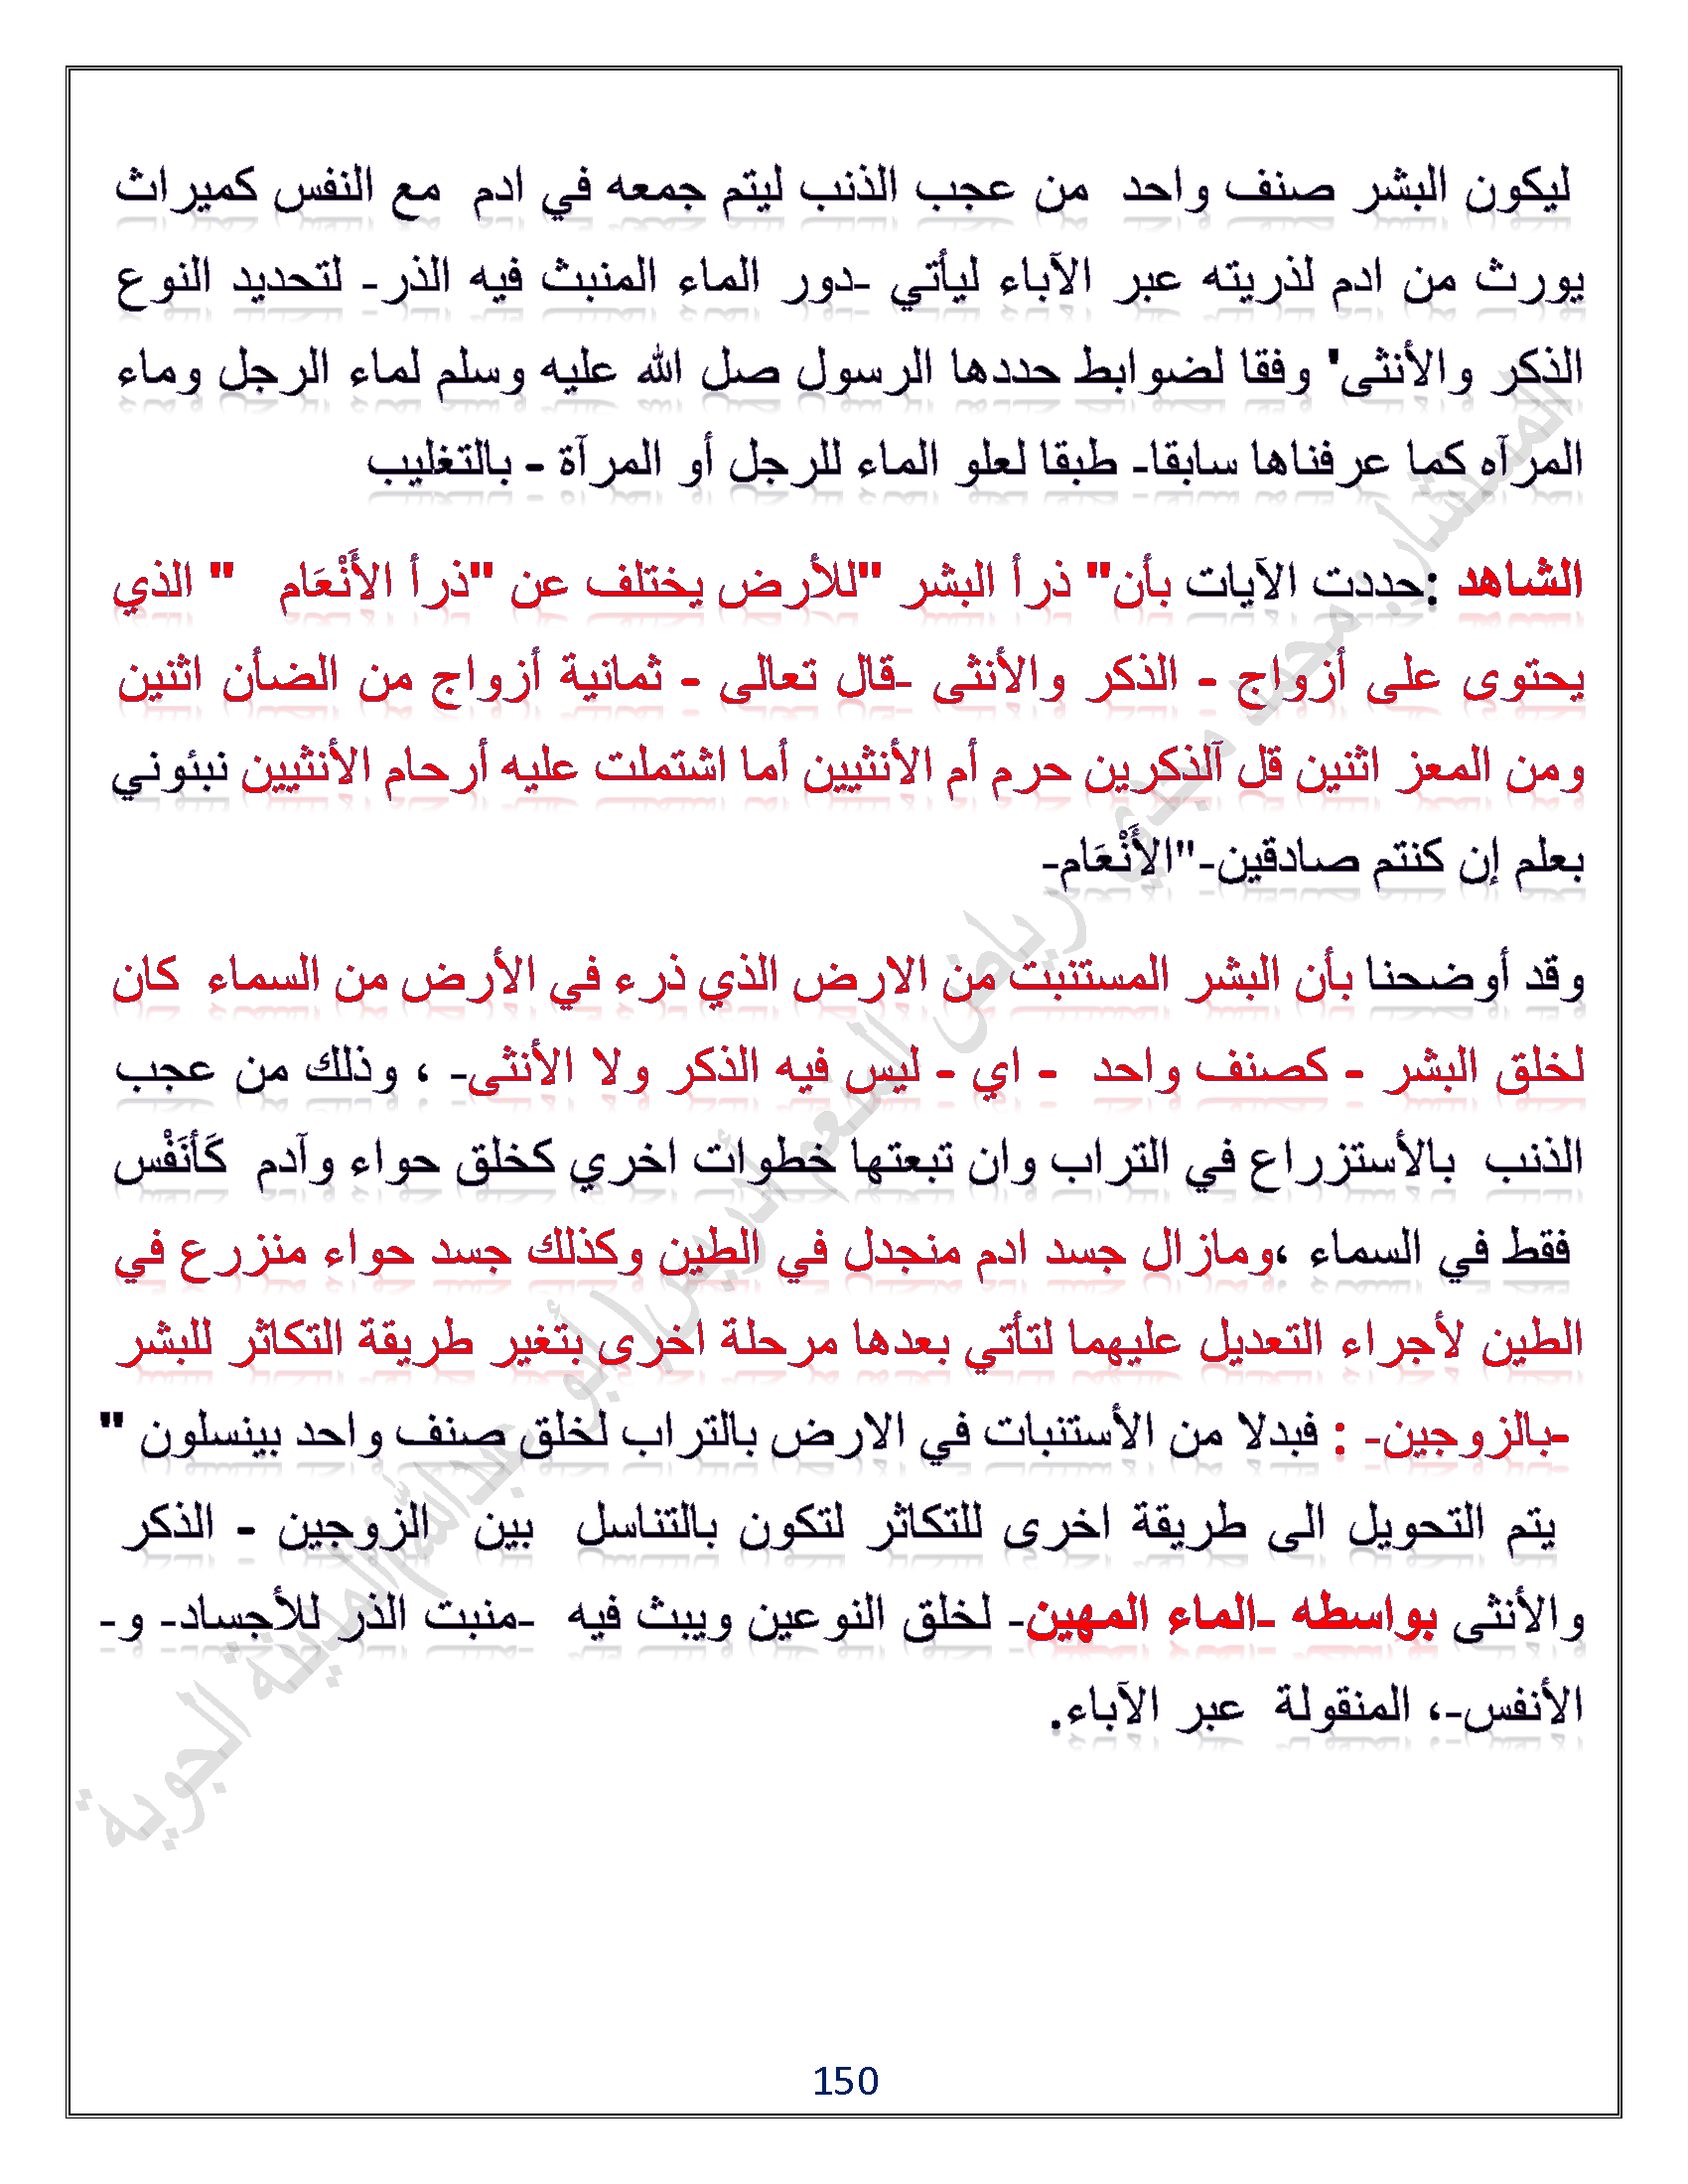 ليكون البشر صنف واحد من عجب الذنب ليتم جمعه في ادم مع النفس كميراث
يورث من ادم لذريته عبر الآباء ليأتي -دور الماء المنبث فيه الذر- لتحديد النوع
الذكر والأنثى' وفقا لضوابط حددها الرسول صل الله عليه وسلم لماء الرجل وماء
المرآه كما عرفناها سابقا- طبقا لعلو الماء للرجل أو المرآة - بالتغليب
الشاهد :حددت الآيات بأن" ذرأ البشر "للأرض يختلف عن "ذرأ الأَنْعَام " الذي
يحتوى على أزواج - الذكر والأنثى -قال تعالى - ثمانية أزواج من الضأن اثنين
ومن المعز اثنين قل آلذكرين حرم أم الأنثيين أما اشتملت عليه أرحام الأنثيين نبئوني
بعلم إن كنتم صادقين-"الأَنْعَام-
وقد أوضحنا بأن البشر المستنبت من الارض الذي ذرء في الأرض من السماء كان
لخلق البشر - كصنف واحد - اي - ليس فيه الذكر ولا الأنثى- ، وذلك من عجب
الذنب بالأستزراع في التراب وان تبعتها خطوات اخري كخلق حواء وآدم كَأنَفْس
فقط في السماء ،ومازال جسد ادم منجدل في الطين وكذلك جسد حواء منزرع في
الطين لأجراء التعديل عليهما لتأتي بعدها مرحلة اخرى بتغير طريقة التكاثر للبشر
-بالزوجين- : فبدلا من الأستنبات في الارض بالتراب لخلق صنف واحد بينسلون "
يتم التحويل الى طريقة اخرى للتكاثر لتكون بالتناسل بين الزوجين - الذكر
والأنثى بواسطه -الماء المهين- لخلق النوعين ويبث فيه -منبت الذر للأجساد- و-
الأنفس-، المنقولة عبر الآباء.
150